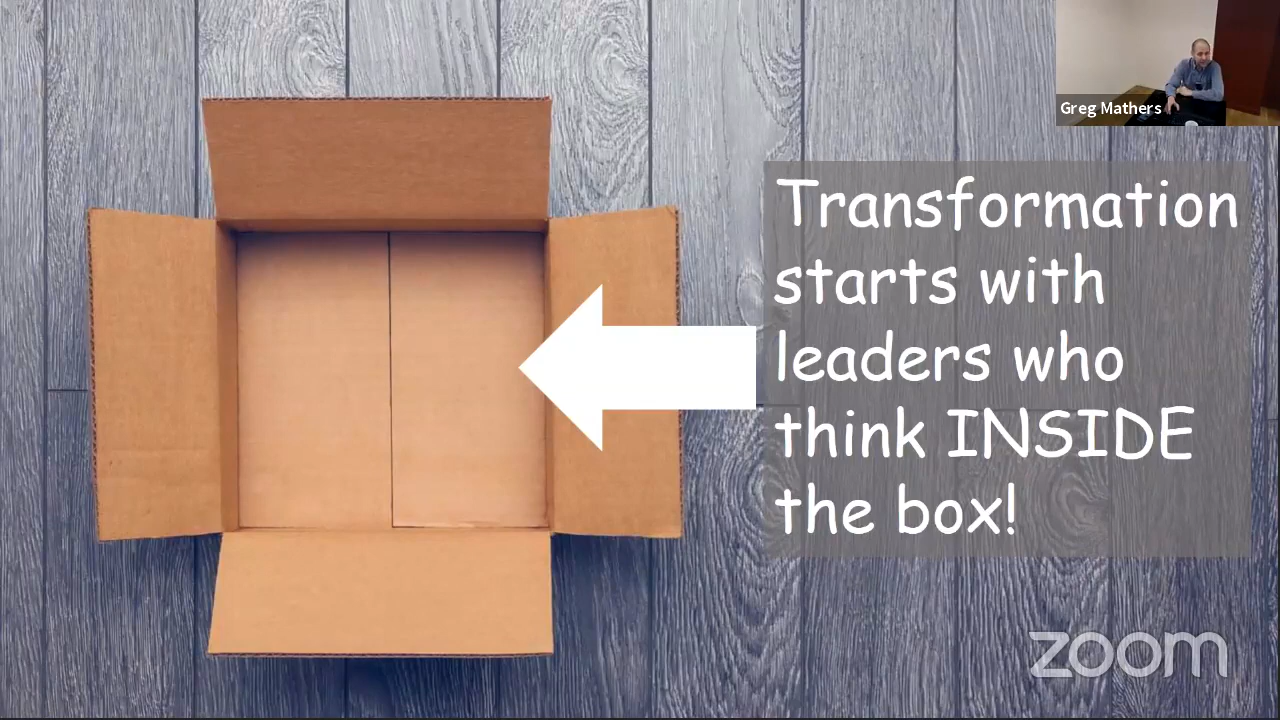 Greg Mathers
Transformation
starts with
leaders who
think INSIDE
the box!
zoom